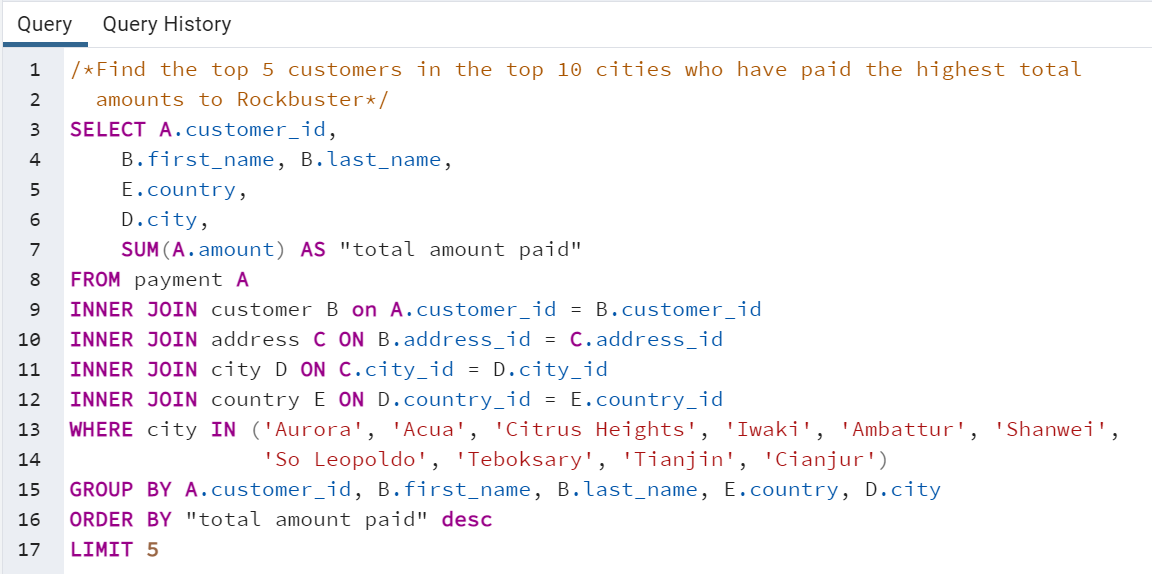 Query Query History
1 /*Find the top 5 customers in the top 10 cities who have paid the highest total
2 amounts to Rockbuster*/
3 SELECT A.customer_id,
4 B.first_name, B.last_name,
5 E.country,
6 D.city,
7 SUM(A.amount) AS "total amount paid"
8 FROM payment A
9 INNER JOIN customer B on A.customer_id = B.customer_id
10 INNER JOIN address C ON B.address_id = C.address_id
11 INNER JOIN city D ON C.city_id = D.city_id
12 INNER JOIN country E ON D.country_id = E.country_id
13 WHERE city IN ('Aurora', 'Acua', 'Citrus Heights', 'Iwaki', 'Ambattur', 'Shanwei',
14 'So Leopoldo', 'Teboksary', 'Tianjin', 'Cianjur')
15 GROUP BY A.customer_id, B.first_name, B.last_name, E.country, D.city
16 ORDER BY "total amount paid" desc
17 LIMIT 5